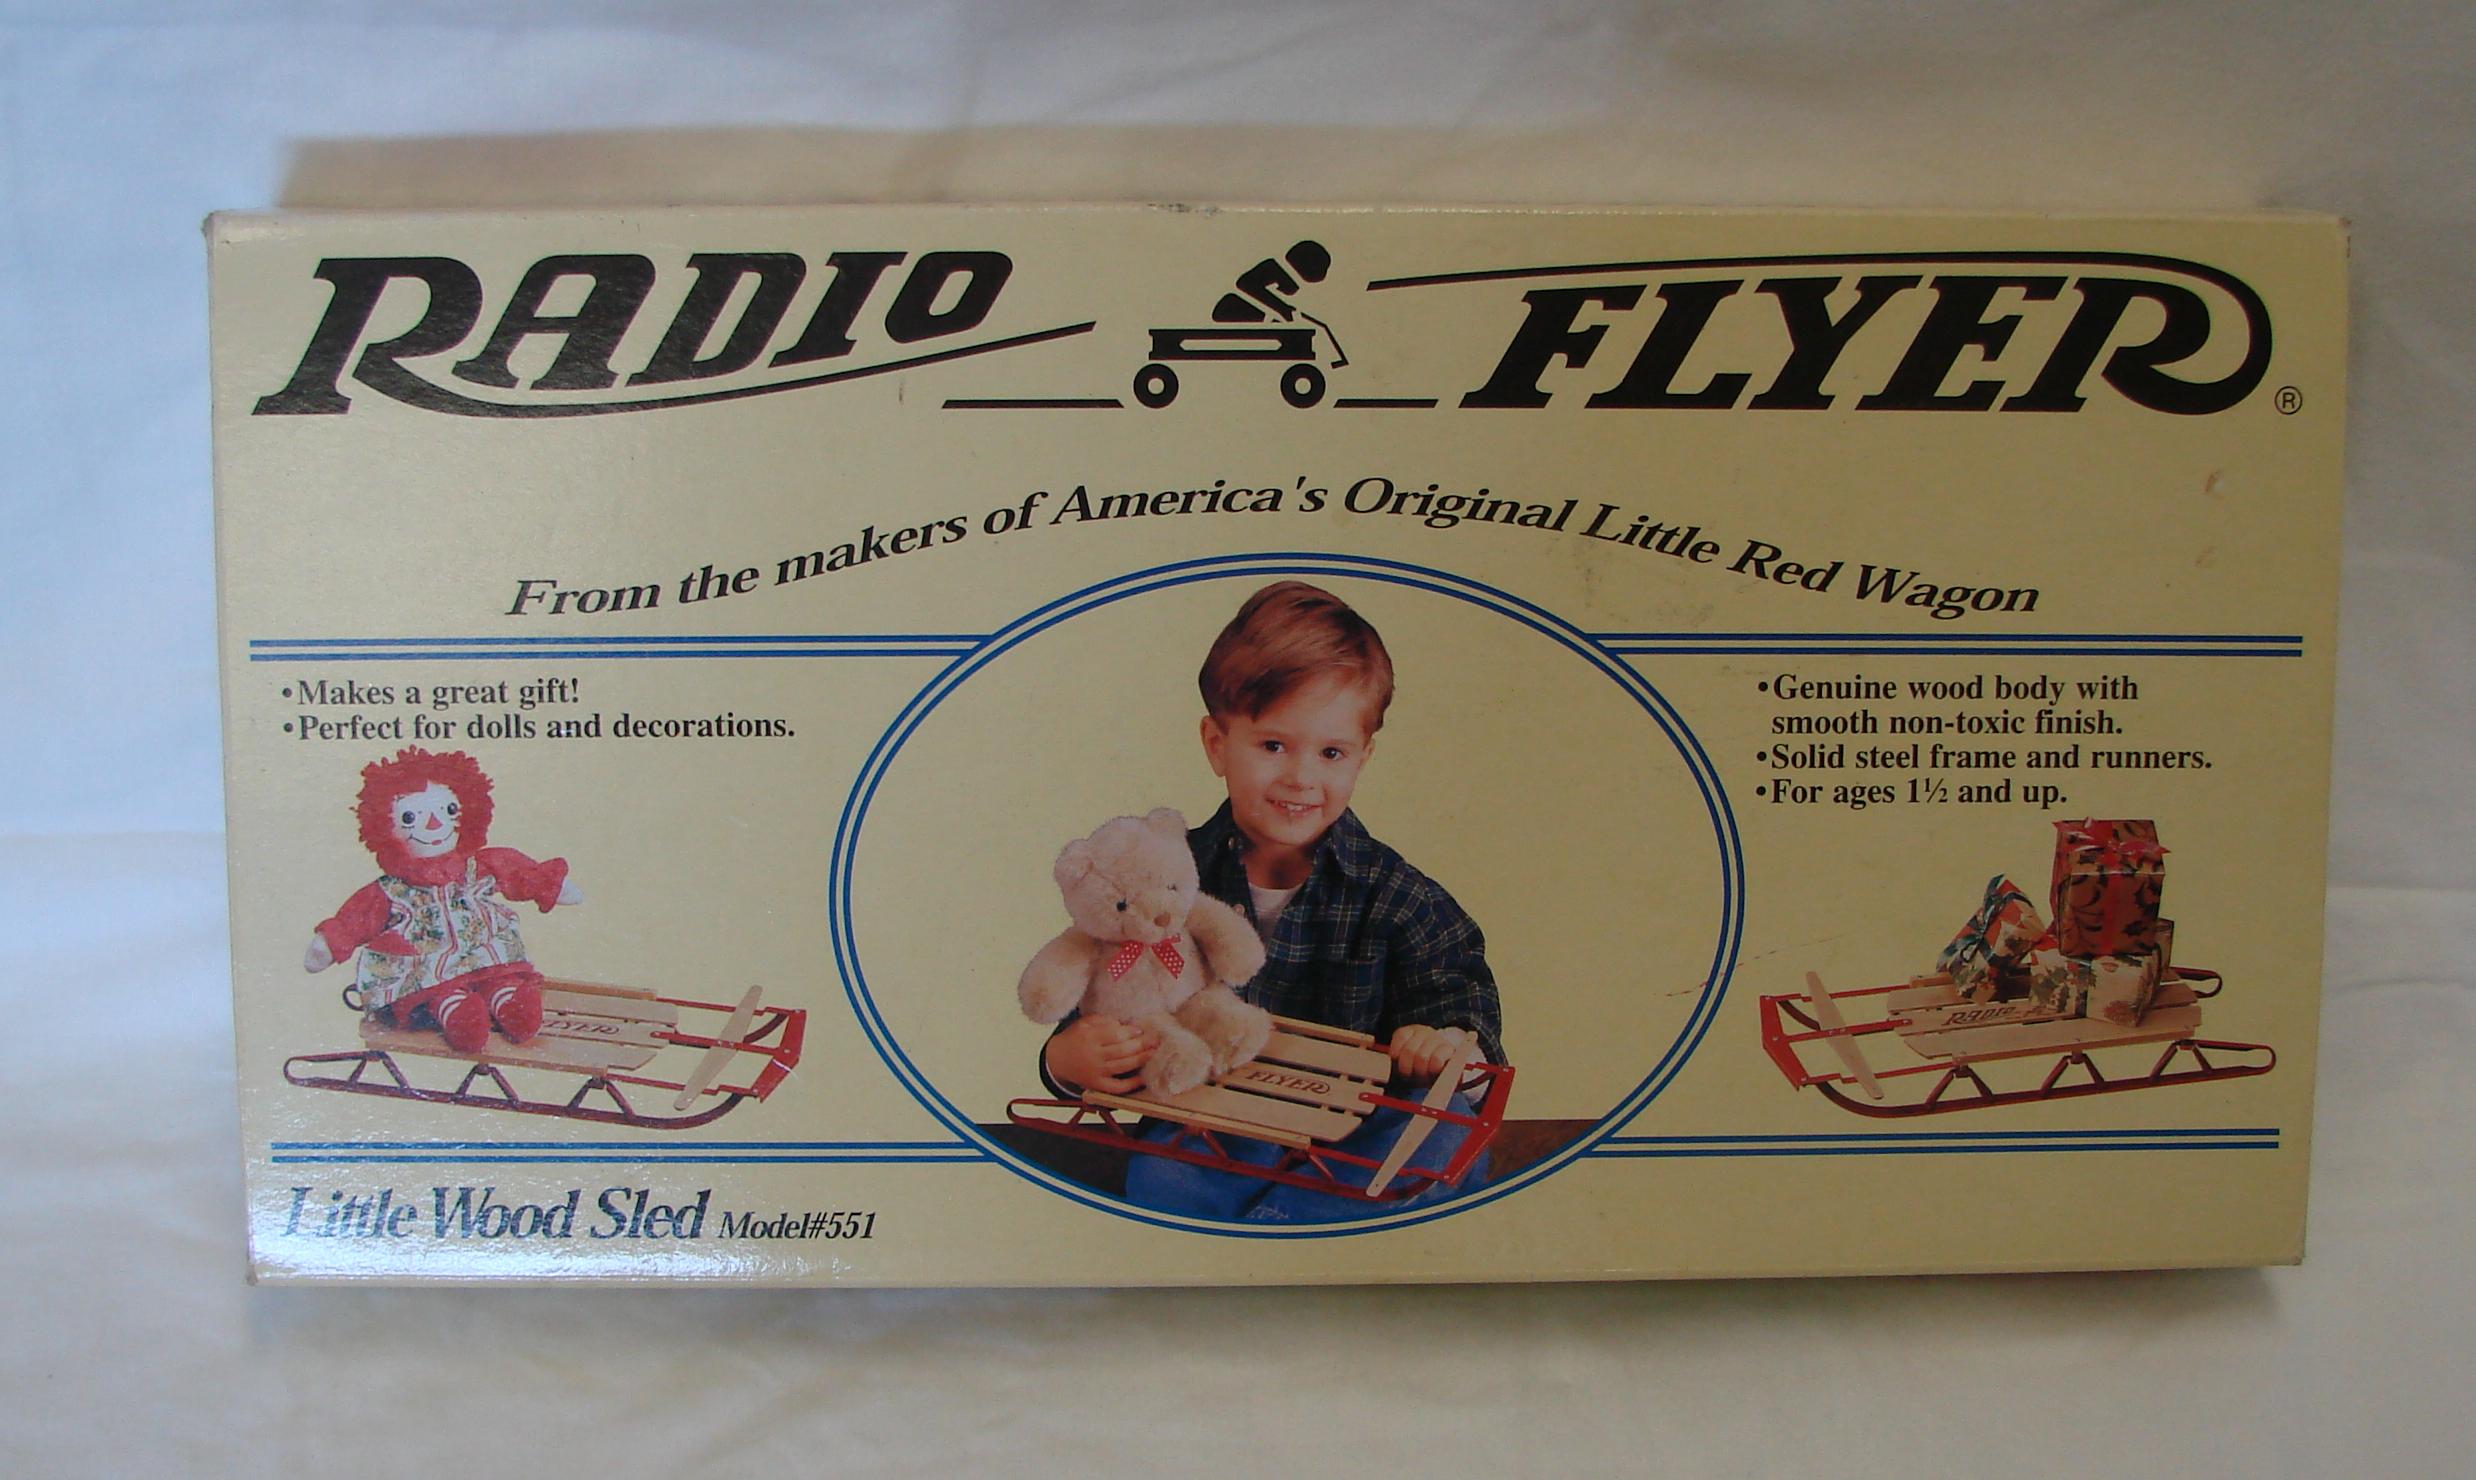 RADIO FLYER®
From the makers of America's Original Little Red Wagon
•Makes a great gift!
•Perfect for dolls and decorations.
•Genuine wood body with
smooth non-toxic finish.
•Solid steel frame and runners.
•For ages 1½ and up.
FLYER
FLYER
RADIO
Little Wood Sled Model#551